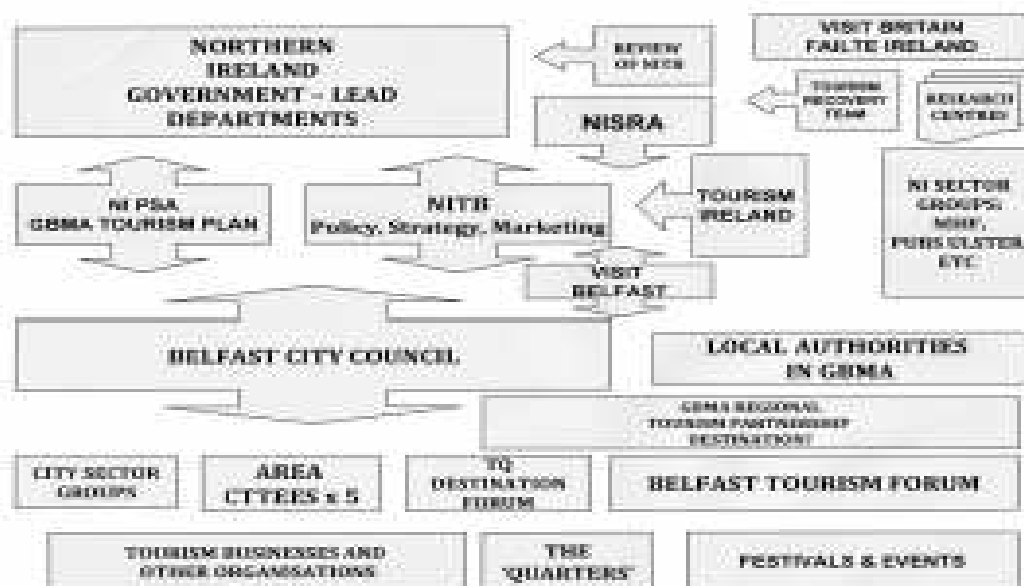 NORTHERN
IRELAND
GOVERNMENT – LEAD
DEPARTMENTS
REVIEW
OF NITB
VISIT BRITAIN
FAILTE IRELAND
NISRA
TOURISM
RECOVERY
TEAM
RESEARCH
CENTRES
NI PSA
GBMA TOURISM PLAN
NITB
Policy, Strategy, Marketing
TOURISM
IRELAND
NI SECTOR
GROUPS:
PUBS ULSTER
ETC
VISIT
BELFAST
BELFAST CITY COUNCIL
LOCAL AUTHORITIES
IN GBMA
GBMA REGIONAL
TOURISM PARTNERSHIP
DESTINATION?
CITY SECTOR
GROUPS
AREA
CTTEES x 5
TQ
DESTINATION
FORUM
BELFAST TOURISM FORUM
TOURISM BUSINESSES AND
OTHER ORGANISATIONS
THE
'QUARTERS'
FESTIVALS & EVENTS